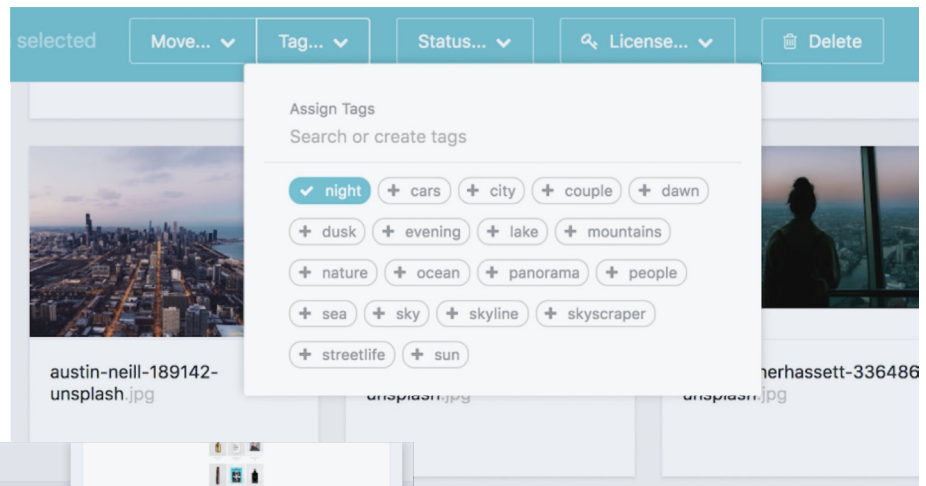 selected Move... Tag... Status... License... Delete
Assign Tags
Search or create tags
night cars city couple dawn
dusk evening lake mountains
nature ocean panorama people
sea sky skyline skyscraper
streetlife sun
austin-neill-189142-
unsplash.jpg
unsplash.jpg
herhassett-336486
unsplash.jpg